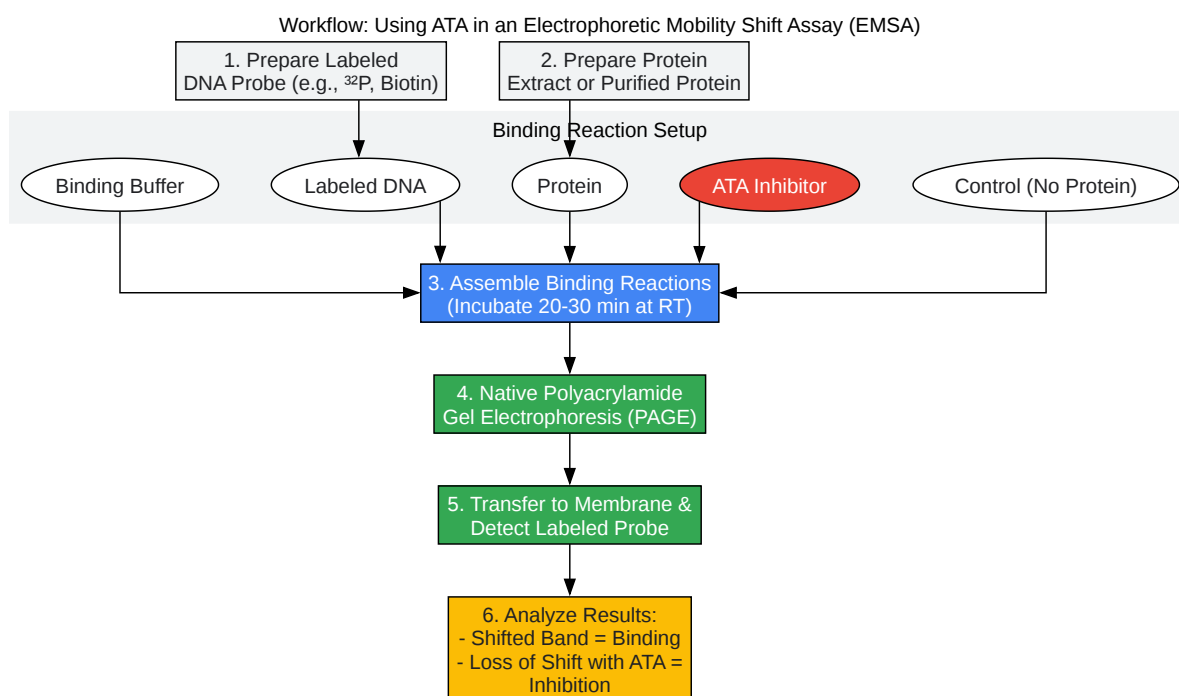 Workflow: Using ATA in an Electrophoretic Mobility Shift Assay (EMSA)
1. Prepare Labeled
DNA Probe (e.g., ³²P, Biotin)
2. Prepare Protein
Extract or Purified Protein
Binding Reaction Setup
Binding Buffer
Labeled DNA
Protein
ATA Inhibitor
Control (No Protein)
3. Assemble Binding Reactions
(Incubate 20-30 min at RT)
4. Native Polyacrylamide
Gel Electrophoresis (PAGE)
5. Transfer to Membrane &
Detect Labeled Probe
6. Analyze Results:
- Shifted Band = Binding
- Loss of Shift with ATA =
Inhibition